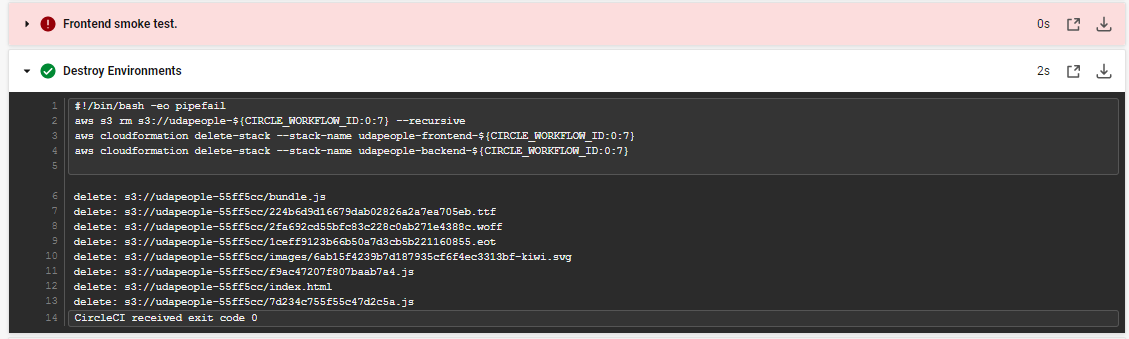 Frontend smoke test.
0s
Destroy Environments
2s
1 #!/bin/bash -eo pipefail
2 aws s3 rm s3://udapeople-${CIRCLE_WORKFLOW_ID:0:7} --recursive
3 aws cloudformation delete-stack --stack-name udapeople-frontend-${CIRCLE_WORKFLOW_ID:0:7}
4 aws cloudformation delete-stack --stack-name udapeople-backend-${CIRCLE_WORKFLOW_ID:0:7}
5
6 delete: s3://udapeople-55ff5cc/bundle.js
7 delete: s3://udapeople-55ff5cc/224b6d9d16679dab02826a2a7ea705eb.ttf
8 delete: s3://udapeople-55ff5cc/2fa692cd55bfc83c228c0ab271e4388c.woff
9 delete: s3://udapeople-55ff5cc/1ceff9123b66b50a7d3cb5b221160855.eot
10 delete: s3://udapeople-55ff5cc/images/6ab15f4239b7d187935cf6f4ec3313bf-kiwi.svg
11 delete: s3://udapeople-55ff5cc/f9ac47207f807baab7a4.js
12 delete: s3://udapeople-55ff5cc/index.html
13 delete: s3://udapeople-55ff5cc/7d234c755f55c47d2c5a.js
14 CircleCI received exit code 0